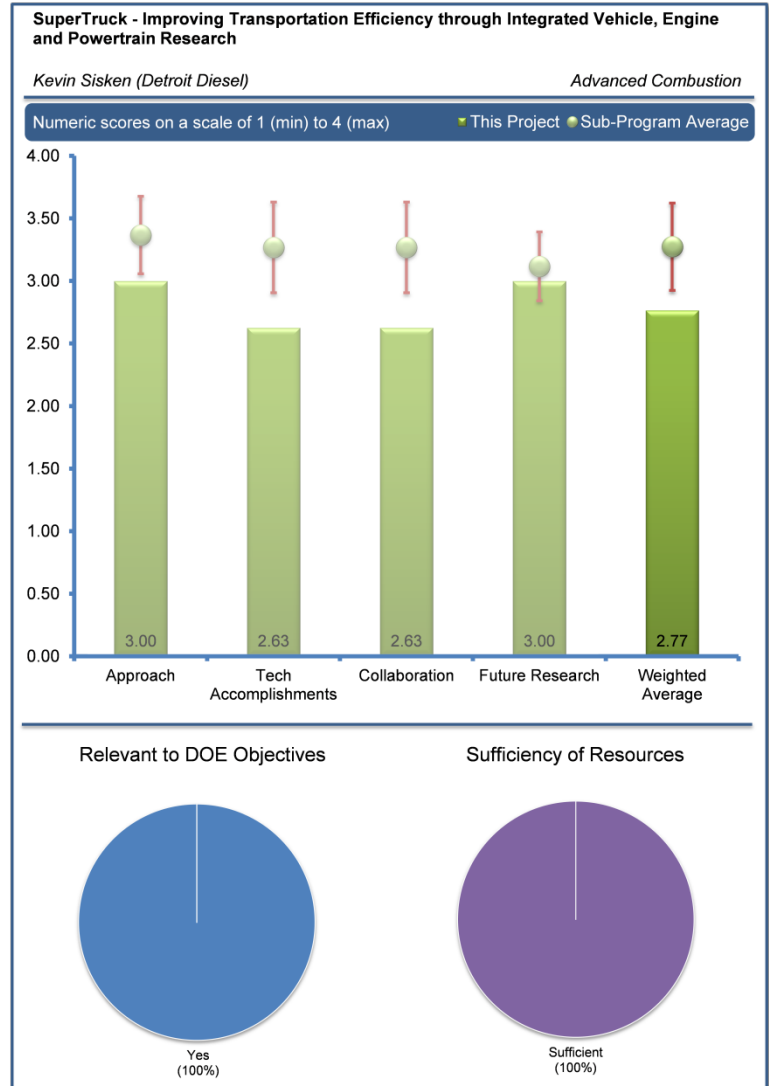 SuperTruck - Improving Transportation Efficiency through Integrated Vehicle, Engine
and Powertrain Research
Kevin Sisken (Detroit Diesel) Advanced Combustion
Numeric scores on a scale of 1 (min) to 4 (max) This Project Sub-Program Average
4.00
3.50
3.00
2.50
2.00
1.50
1.00
0.50
0.00
3.00 2.63 2.63 3.00 2.77
Approach Tech Collaboration Future Research Weighted
Accomplishments Average
Relevant to DOE Objectives Sufficiency of Resources
Yes Sufficient
(100%) (100%)